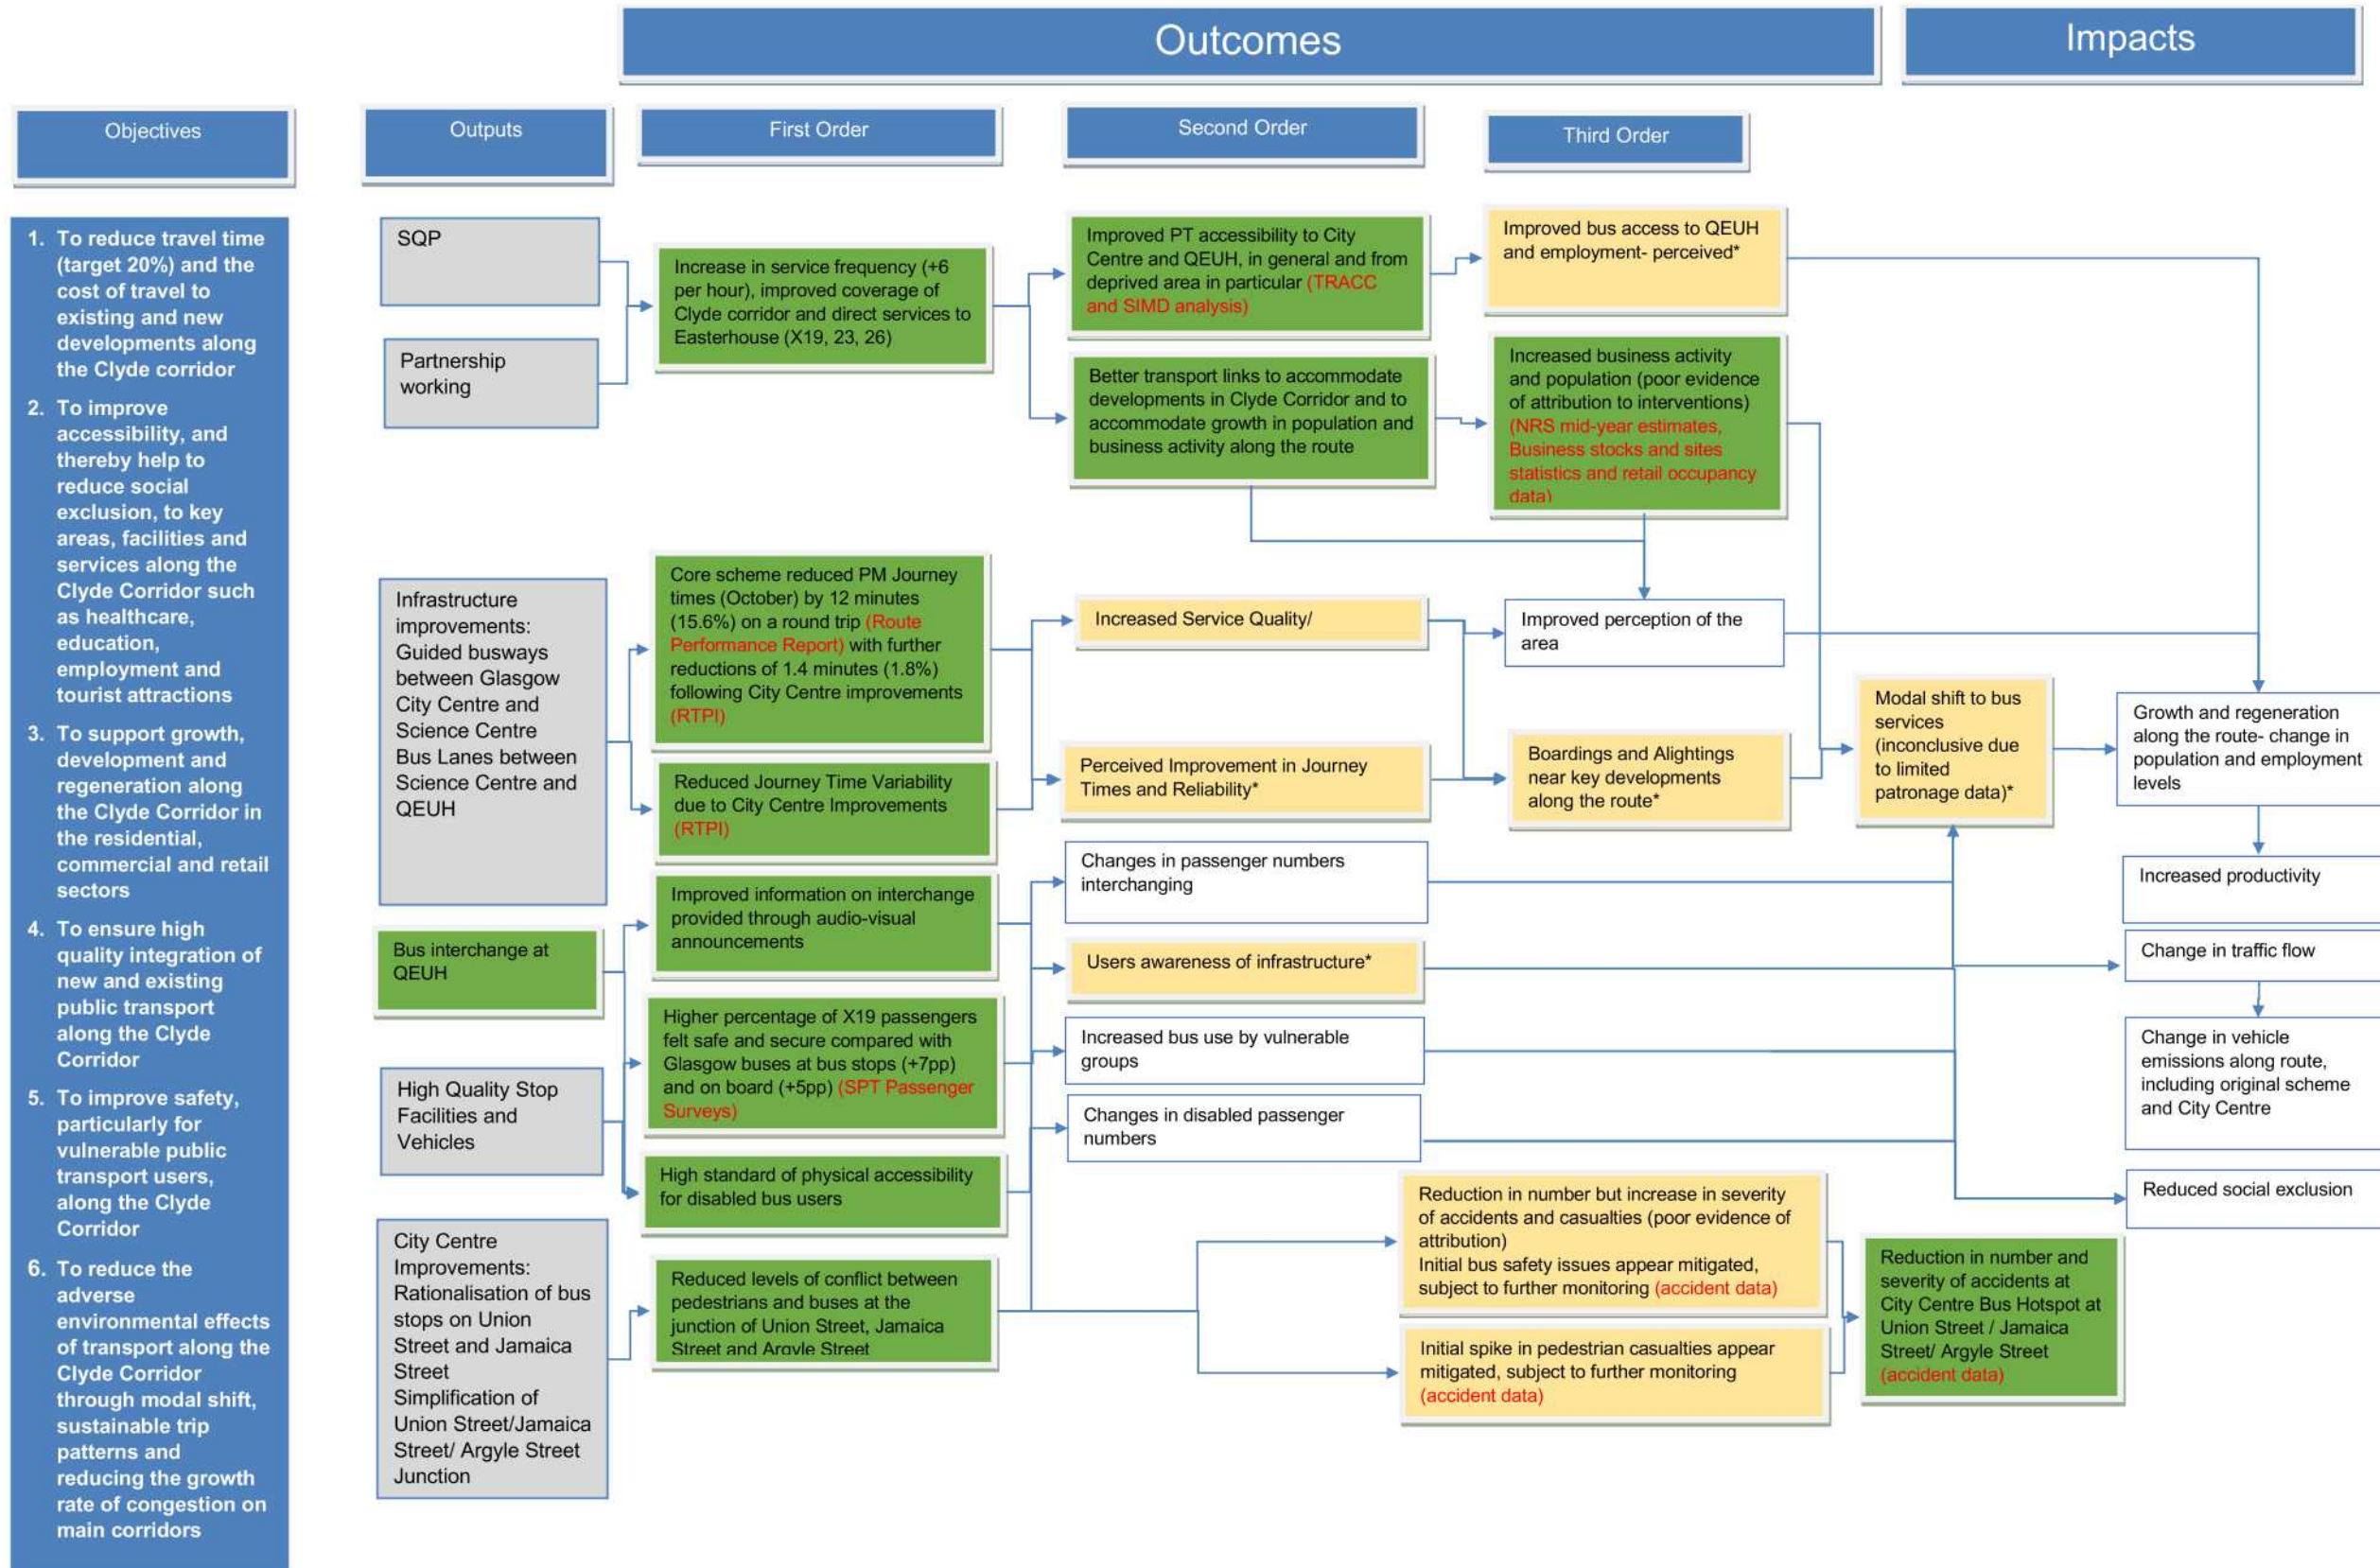 Outcomes
Impacts
Objectives
Outputs
First Order
Second Order
Third Order
1. To reduce travel time
(target 20%) and the
cost of travel to
existing and new
developments along
the Clyde corridor
2. To improve
accessibility, and
thereby help to
reduce social
exclusion, to key
areas, facilities and
services along the
Clyde Corridor such
as healthcare,
education,
employment and
tourist attractions
3. To support growth,
development and
regeneration along
the Clyde Corridor in
the residential,
commercial and retail
sectors
4. To ensure high
quality integration of
new and existing
public transport
along the Clyde
Corridor
5. To improve safety,
particularly for
vulnerable public
transport users,
along the Clyde
Corridor
6. To reduce the
adverse
environmental effects
of transport along the
Clyde Corridor
through modal shift,
sustainable trip
patterns and
reducing the growth
rate of congestion on
main corridors
SQP
Partnership
working
Infrastructure
improvements:
Guided busways
between Glasgow
City Centre and
Science Centre
Bus Lanes between
Science Centre and
QEUH
Bus interchange at
QEUH
High Quality Stop
Facilities and
Vehicles
City Centre
Improvements:
Rationalisation of bus
stops on Union
Street and Jamaica
Street
Simplification of
Union Street/Jamaica
Street/ Argyle Street
Junction
Increase in service frequency (+6
per hour), improved coverage of
Clyde corridor and direct services to
Easterhouse (X19, 23, 26)
Core scheme reduced PM Journey
times (October) by 12 minutes
(15.6%) on a round trip (Route
Performance Report) with further
reductions of 1.4 minutes (1.8%)
following City Centre improvements
(RTPI)
Reduced Journey Time Variability
due to City Centre Improvements
(RTPI)
Improved information on interchange
provided through audio-visual
announcements
Higher percentage of X19 passengers
felt safe and secure compared with
Glasgow buses at bus stops (+7pp)
and on board (+5pp) (SPT Passenger
Surveys)
High standard of physical accessibility
for disabled bus users
Reduced levels of conflict between
pedestrians and buses at the
junction of Union Street, Jamaica
Street and Argyle Street
Improved PT accessibility to City
Centre and QEUH, in general and from
deprived area in particular (TRACC
and SIMD analysis)
Better transport links to accommodate
developments in Clyde Corridor and to
accommodate growth in population and
business activity along the route
Increased Service Quality/
Perceived Improvement in Journey
Times and Reliability*
Changes in passenger numbers
interchanging
Users awareness of infrastructure*
Increased bus use by vulnerable
groups
Changes in disabled passenger
numbers
Improved bus access to QEUH
and employment- perceived*
Increased business activity
and population (poor evidence
of attribution to interventions)
(NRS mid-year estimates,
Business stocks and sites
statistics and retail occupancy
data)
Improved perception of the
area
Boardings and Alightings
near key developments
along the route*
Reduction in number but increase in severity
of accidents and casualties (poor evidence of
attribution)
Initial bus safety issues appear mitigated,
subject to further monitoring (accident data)
Initial spike in pedestrian casualties appear
mitigated, subject to further monitoring
(accident data)
Modal shift to bus
services
(inconclusive due
to limited
patronage data)*
Reduction in number and
severity of accidents at
City Centre Bus Hotspot at
Union Street / Jamaica
Street/ Argyle Street
(accident data)
Growth and regeneration
along the route- change in
population and employment
levels
Increased productivity
Change in traffic flow
Change in vehicle
emissions along route,
including original scheme
and City Centre
Reduced social exclusion